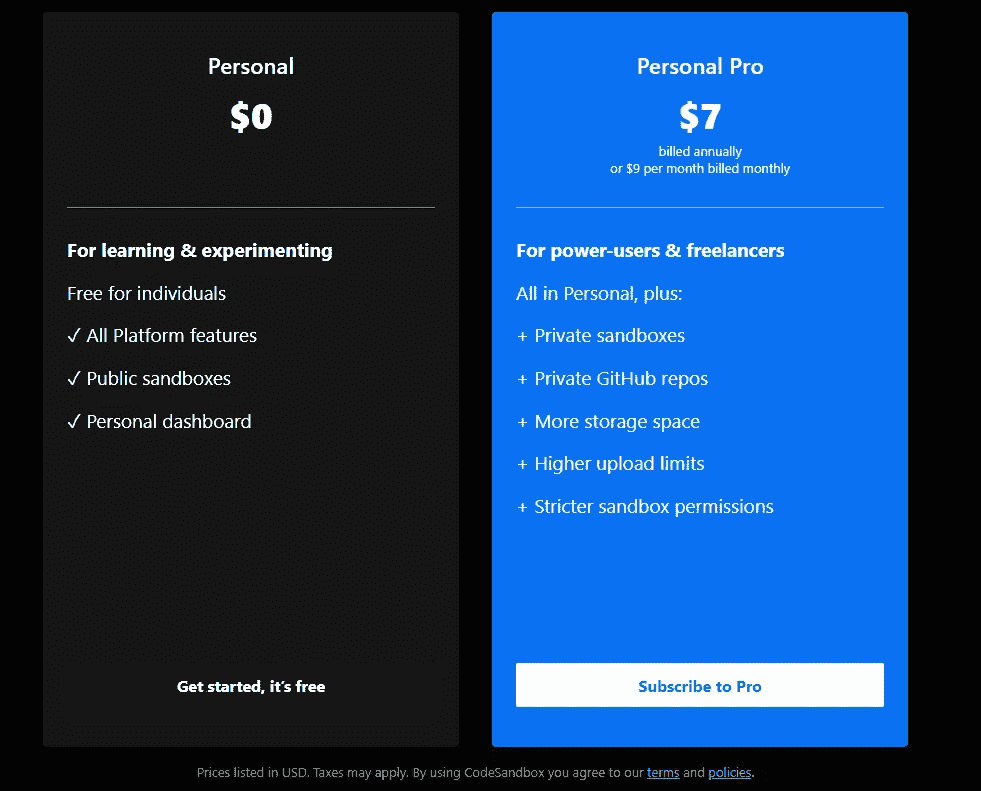 Personal
$0
For learning & experimenting
Free for individuals
✓ All Platform features
✓ Public sandboxes
✓ Personal dashboard
Get started, it's free
Personal Pro
$7
billed annually
or $9 per month billed monthly
For power-users & freelancers
All in Personal, plus:
+ Private sandboxes
+ Private GitHub repos
+ More storage space
+ Higher upload limits
+ Stricter sandbox permissions
Subscribe to Pro
Prices listed in USD. Taxes may apply. By using CodeSandbox you agree to our terms and policies.